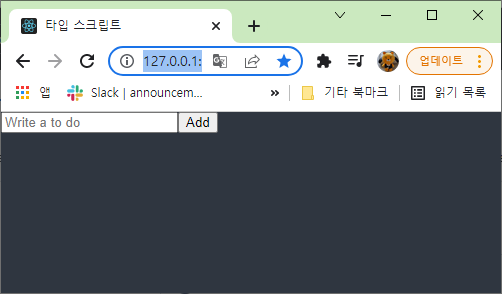 타입 스크립트
127.0.0.1:
업데이트
앱
Slack | announcem...
기타 북마크
읽기 목록
Write a to do
Add